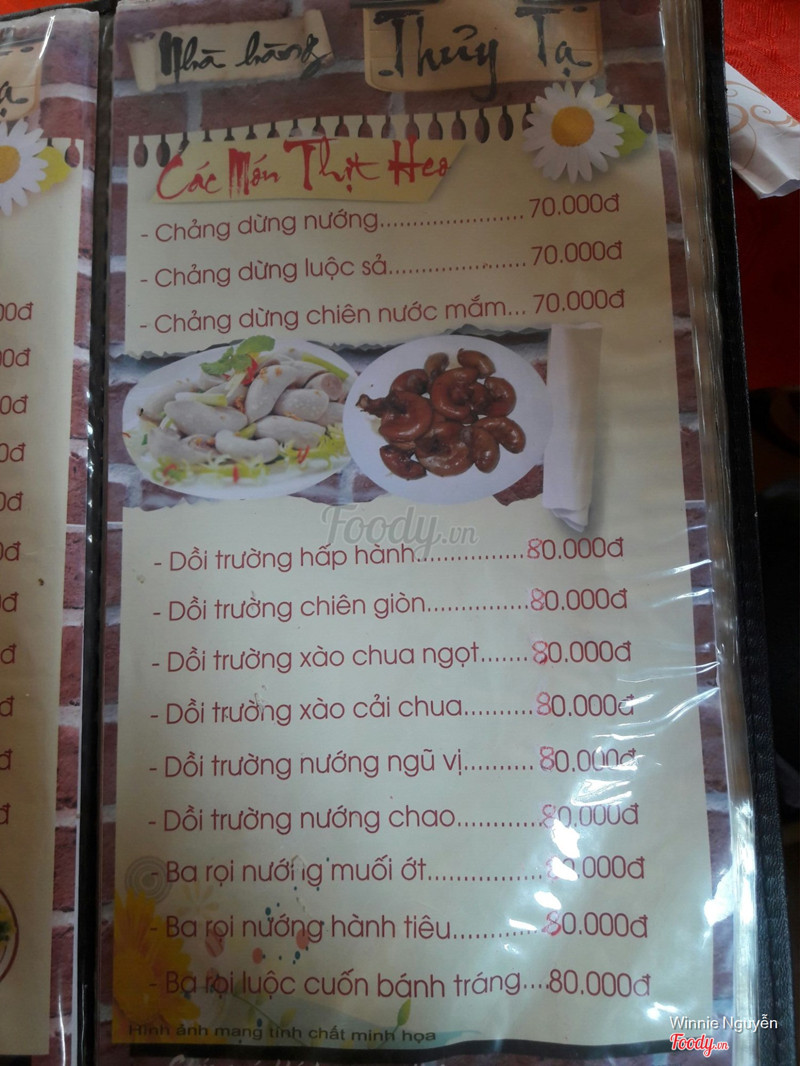 Nhà hàng Thủy Tạ
Các Món Thịt Heo
- Chảng dừng nướng...................... 70.000đ
- Chảng dừng luộc sả..................... 70.000đ
- Chảng dừng chiên nước mắm... 70.000đ
Foody.vn
- Dồi trường hấp hành................80.000đ
- Dồi trường chiên giòn...............80.000đ
- Dồi trường xào chua ngọt.......80.000đ
- Dồi trường xào cải chua..........80.000đ
- Dồi trường nướng ngũ vị..........80.000đ
- Dồi trường nướng chao............80.000đ
- Ba rọi nướng muối ớt................80.000đ
- Ba rọi nướng hành tiêu............80.000đ
- Ba rọi luộc cuốn bánh tráng....80.000đ
Hình ảnh mang tính chất minh họa
Winnie Nguyễn
Foody.vn